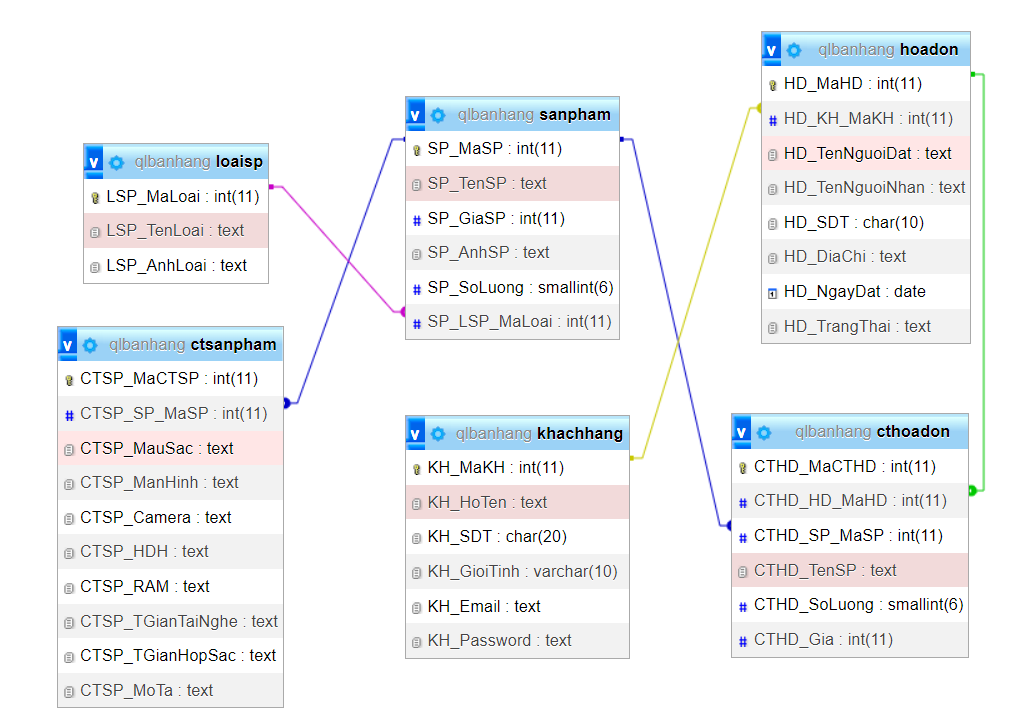 qlbanhang loaisp
LSP_MaLoai : int(11)
LSP_TenLoai : text
LSP_AnhLoai : text
qlbanhang ctsanpham
CTSP_MaCTSP : int(11)
CTSP_SP_MaSP : int(11)
CTSP_MauSac : text
CTSP_ManHinh : text
CTSP_Camera : text
CTSP_HDH : text
CTSP_RAM : text
CTSP_TGianTaiNghe : text
CTSP_TGianHopSac : text
CTSP_MoTa : text
qlbanhang sanpham
SP_MaSP : int(11)
SP_TenSP : text
SP_GiaSP : int(11)
SP_AnhSP : text
SP_SoLuong : smallint(6)
SP_LSP_MaLoai : int(11)
qlbanhang khachhang
KH_MaKH : int(11)
KH_HoTen : text
KH_SDT : char(20)
KH_GioiTinh : varchar(10)
KH_Email : text
KH_Password : text
qlbanhang hoadon
HD_MaHD : int(11)
HD_KH_MaKH : int(11)
HD_TenNguoiDat : text
HD_TenNguoiNhan : text
HD_SDT : char(10)
HD_DiaChi : text
HD_NgayDat : date
HD_TrangThai : text
qlbanhang cthoadon
CTHD_MaCTHD : int(11)
CTHD_HD_MaHD : int(11)
CTHD_SP_MaSP : int(11)
CTHD_TenSP : text
CTHD_SoLuong : smallint(6)
CTHD_Gia : int(11)